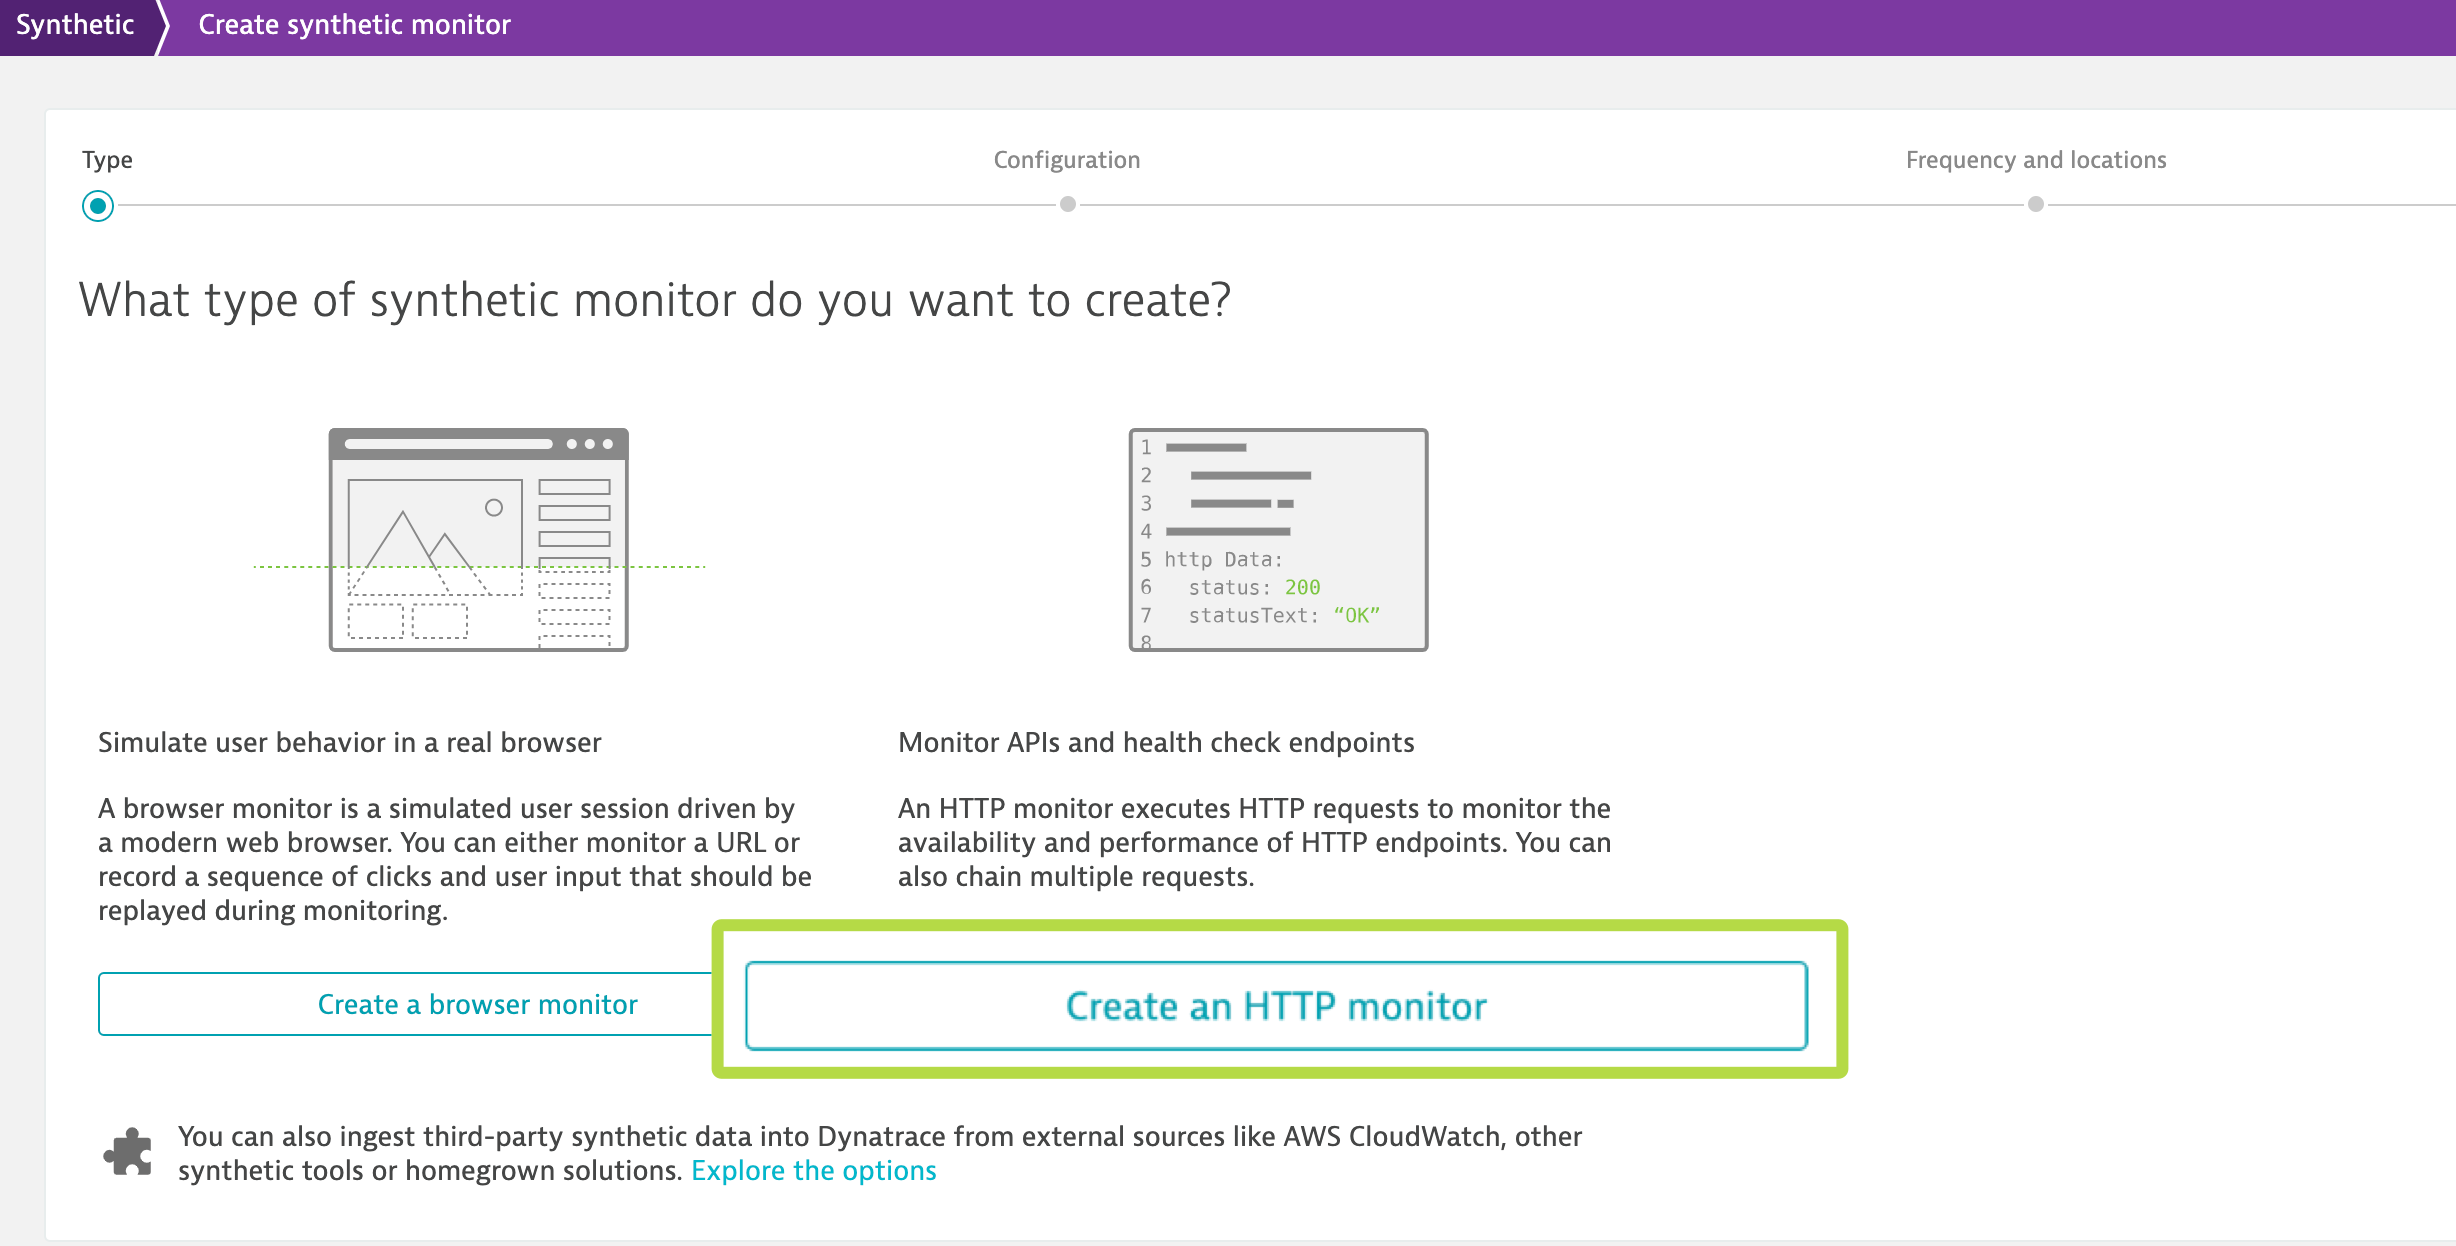 Synthetic
Create synthetic monitor
Type
Configuration
Frequency and locations
What type of synthetic monitor do you want to create?
1
2
3
4
5 http Data:
6 status: 200
7 statusText: “OK”
8
Simulate user behavior in a real browser
A browser monitor is a simulated user session driven by
a modern web browser. You can either monitor a URL or
record a sequence of clicks and user input that should be
replayed during monitoring.
Create a browser monitor
Monitor APIs and health check endpoints
An HTTP monitor executes HTTP requests to monitor the
availability and performance of HTTP endpoints. You can
also chain multiple requests.
Create an HTTP monitor
You can also ingest third-party synthetic data into Dynatrace from external sources like AWS CloudWatch, other
synthetic tools or homegrown solutions. Explore the options